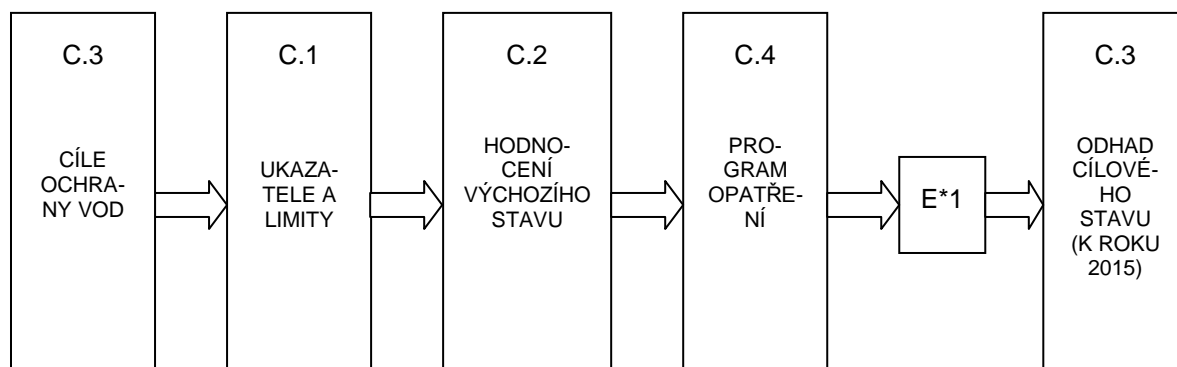 C.3
CÍLE
OCHRA-
NY VOD
C.1
UKAZA-
TELE A
LIMITY
C.2
HODNO-
CENÍ
VÝCHOZÍHO
STAVU
C.4
PRO-
GRAM
OPATŘE-
NÍ
E*1
C.3
ODHAD
CÍLOVÉ-
HO
STAVU
(K ROKU
2015)